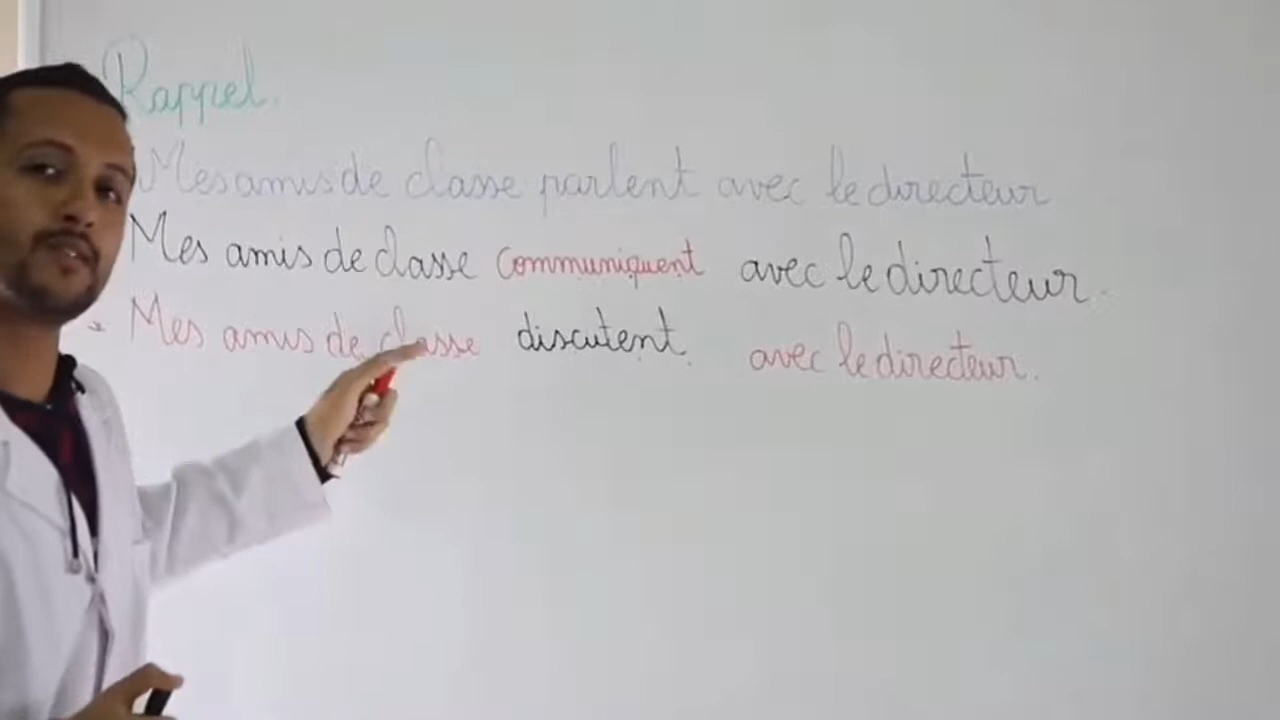 Rappel.
Mes amis de classe parlent avec le directeur
Mes amis de classe communiquent avec le directeur.
Mes amis de classe discutent avec le directeur.